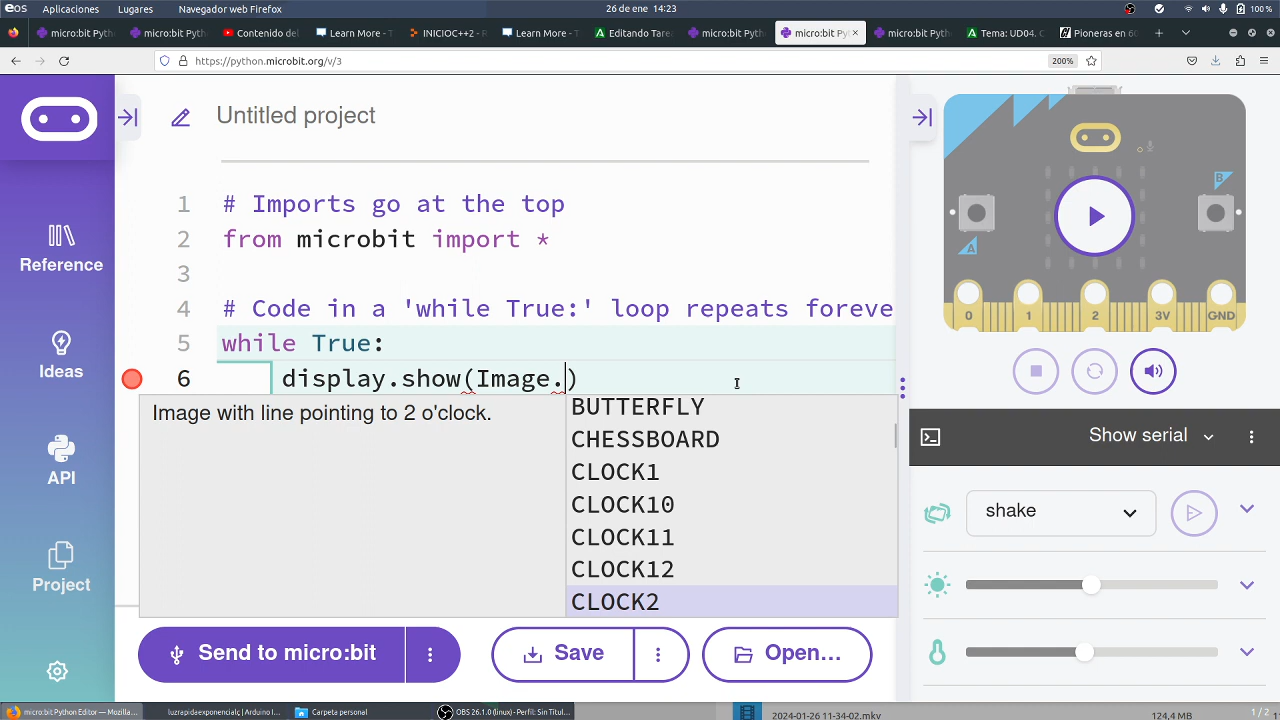 eos Aplicaciones Lugares Navegador web Firefox 26 de ene 14:23 100 %
micro:bit Pyth micro:bit Pyth Contenido del Learn More - T INICIOC++2 - R Learn More - T Editando Tare micro:bit Pyth micro:bit Pyth micro:bit Pyth Tema: UD04. C Pioneras en 60
https://python.microbit.org/v/3 200%
Untitled project
1 # Imports go at the top
2 from microbit import *
3
4 # Code in a 'while True:' loop repeats foreve
5 while True:
6 display.show(Image.)
Image with line pointing to 2 o'clock.
BUTTERFLY
CHESSBOARD
CLOCK1
CLOCK10
CLOCK11
CLOCK12
CLOCK2
Reference
Ideas
API
Project
Send to micro:bit
Save
Open...
A
B
0 1 2 3V GND
Show serial
shake
micro:bit Python Editor — Mozilla... luzrapidaexponencialç | Arduino I... Carpeta personal OBS 26.1.0 (linux) - Perfil: Sin Titul... 2024-01-26 11-34-02.mkv 124,4 MB 1 / 2